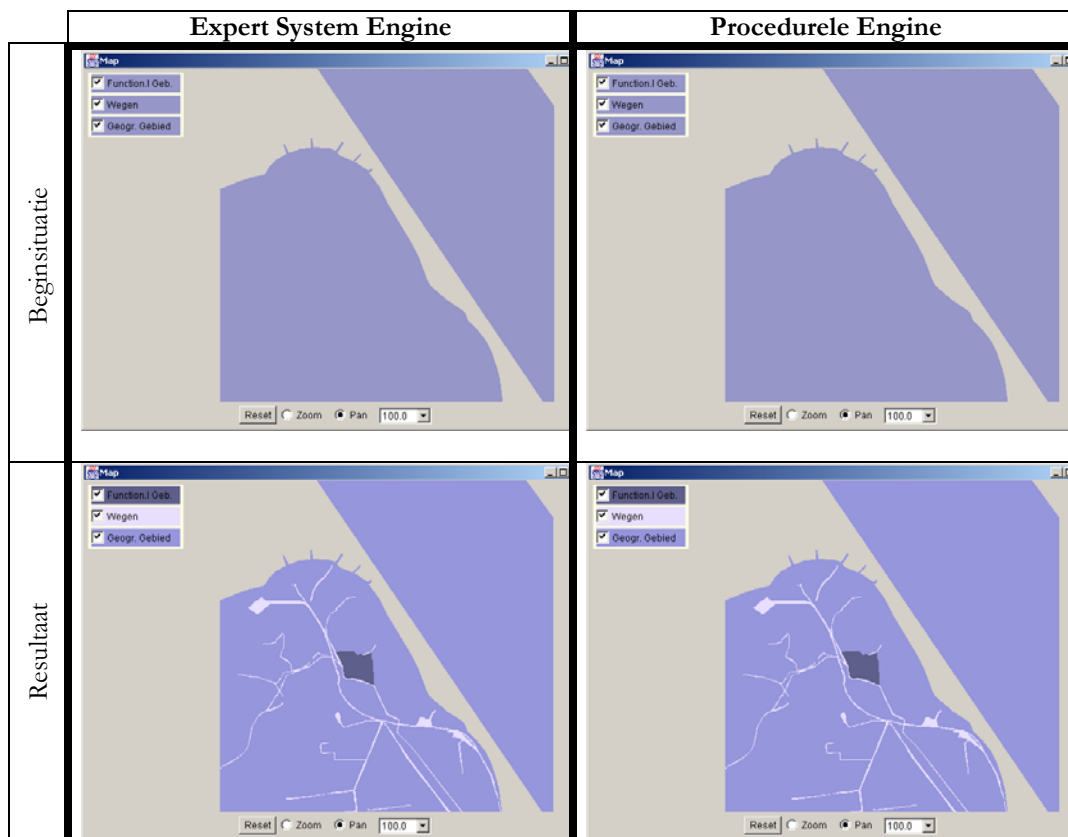 Expert System Engine
Procedurele Engine
Beginsituatie
Map
Function.l Geb.
Wegen
Geogr. Gebied
Reset Zoom Pan 100.0
Map
Function.l Geb.
Wegen
Geogr. Gebied
Reset Zoom Pan 100.0
Resultaat
Map
Function.l Geb.
Wegen
Geogr. Gebied
Reset Zoom Pan 100.0
Map
Function.l Geb.
Wegen
Geogr. Gebied
Reset Zoom Pan 100.0